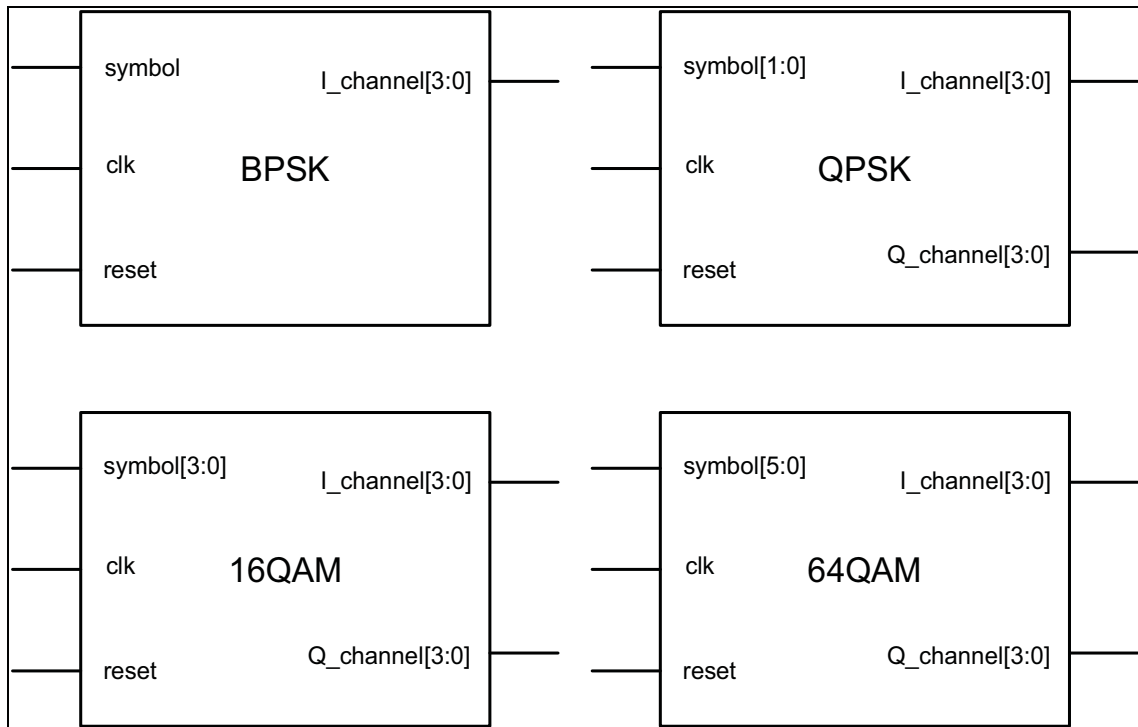 symbol
I_channel[3:0]
clk
BPSK
reset
symbol[1:0]
I_channel[3:0]
clk
QPSK
Q_channel[3:0]
reset
symbol[3:0]
I_channel[3:0]
clk
16QAM
Q_channel[3:0]
reset
symbol[5:0]
I_channel[3:0]
clk
64QAM
Q_channel[3:0]
reset